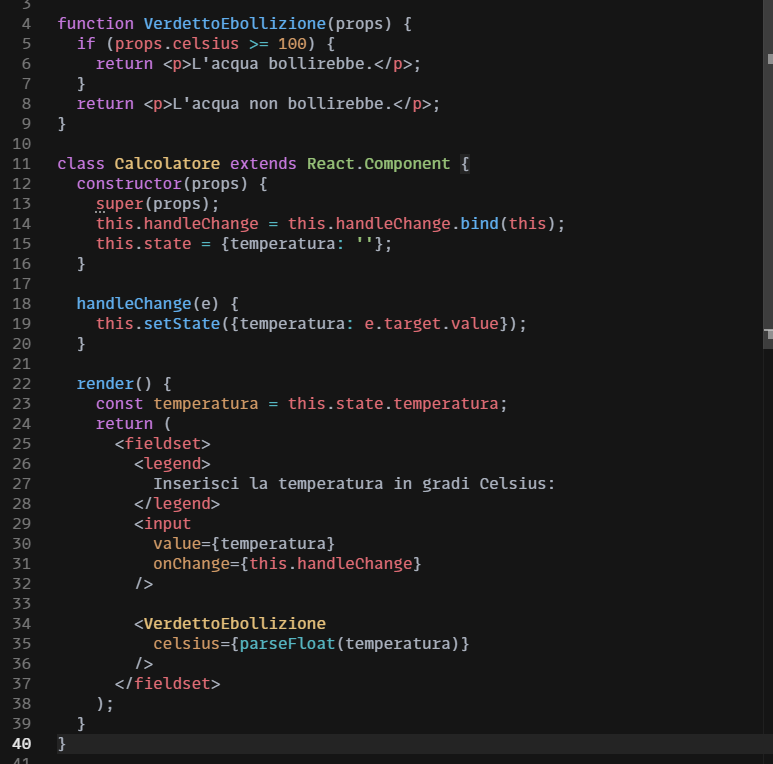 3
4 function VerdettoEbollizione(props) {
5   if (props.celsius >= 100) {
6     return <p>L'acqua bollirebbe.</p>;
7   }
8   return <p>L'acqua non bollirebbe.</p>;
9 }
10
11 class Calcolatore extends React.Component {
12   constructor(props) {
13     super(props);
14     this.handleChange = this.handleChange.bind(this);
15     this.state = {temperatura: ''};
16   }
17
18   handleChange(e) {
19     this.setState({temperatura: e.target.value});
20   }
21
22   render() {
23     const temperatura = this.state.temperatura;
24     return (
25       <fieldset>
26         <legend>
27           Inserisci la temperatura in gradi Celsius:
28         </legend>
29         <input
30           value={temperatura}
31           onChange={this.handleChange}
32         />
33
34         <VerdettoEbollizione
35           celsius={parseFloat(temperatura)}
36         />
37       </fieldset>
38     );
39   }
40 }
41